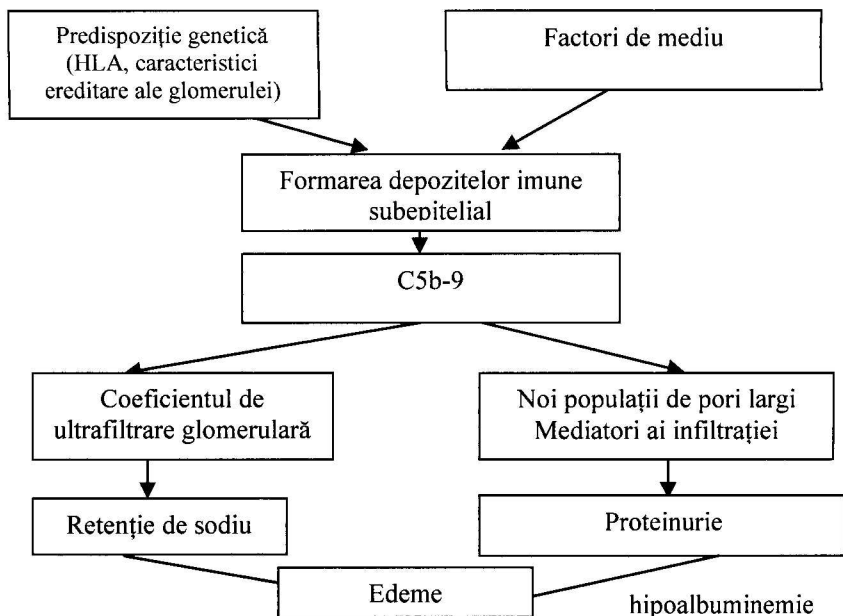 Predispoziție genetică
(HLA, caracteristici
ereditare ale glomerulei)
Factori de mediu
Formarea depozitelor imune
subepitelial
C5b-9
Coeficientul de
ultrafiltrare glomerulară
Noi populații de pori largi
Mediatori ai infiltrației
Retenție de sodiu
Proteinurie
Edeme
hipoalbuminemie